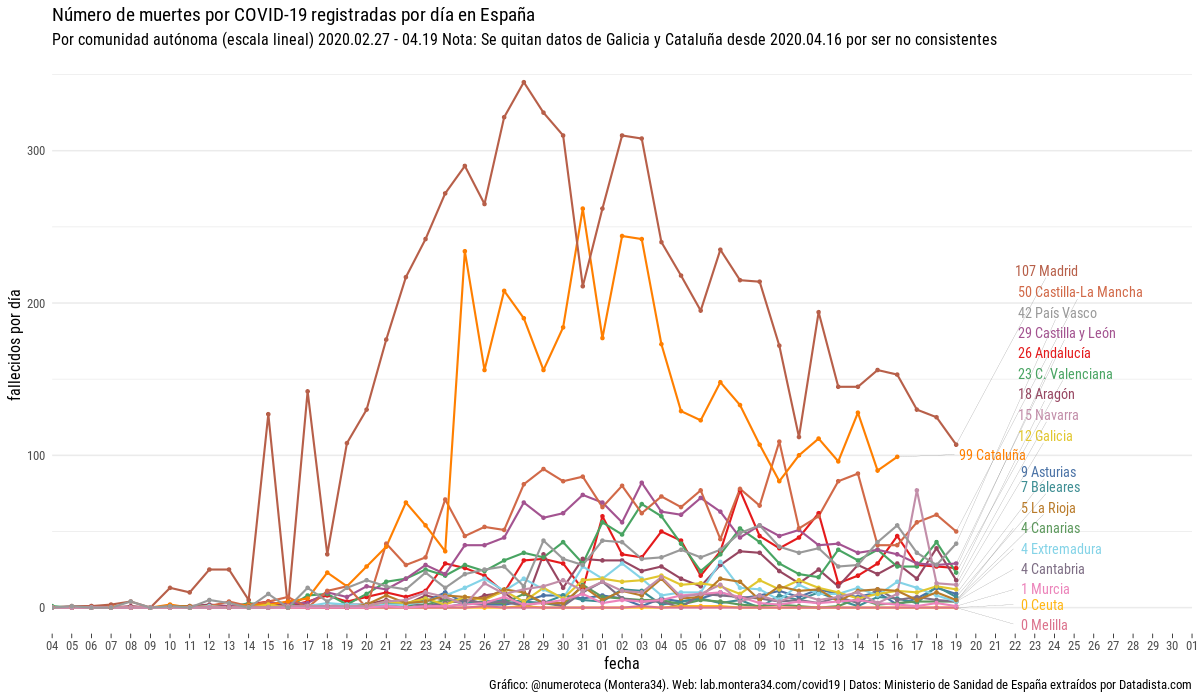 Número de muertes por COVID-19 registradas por día en España
Por comunidad autónoma (escala lineal) 2020.02.27 - 04.19 Nota: Se quitan datos de Galicia y Cataluña desde 2020.04.16 por ser no consistentes
fallecidos por día
300
200
100
0
107 Madrid
50 Castilla-La Mancha
42 País Vasco
29 Castilla y León
26 Andalucía
23 C. Valenciana
18 Aragón
15 Navarra
12 Galicia
99 Cataluña
9 Asturias
7 Baleares
5 La Rioja
4 Canarias
4 Extremadura
4 Cantabria
1 Murcia
0 Ceuta
0 Melilla
04 05 06 07 08 09 10 11 12 13 14 15 16 17 18 19 20 21 22 23 24 25 26 27 28 29 30 31 01 02 03 04 05 06 07 08 09 10 11 12 13 14 15 16 17 18 19 20 21 22 23 24 25 26 27 28 29 30 01
fecha
Gráfico: @numeroteca (Montera34). Web: lab.montera34.com/covid19 | Datos: Ministerio de Sanidad de España extraídos por Datadista.com